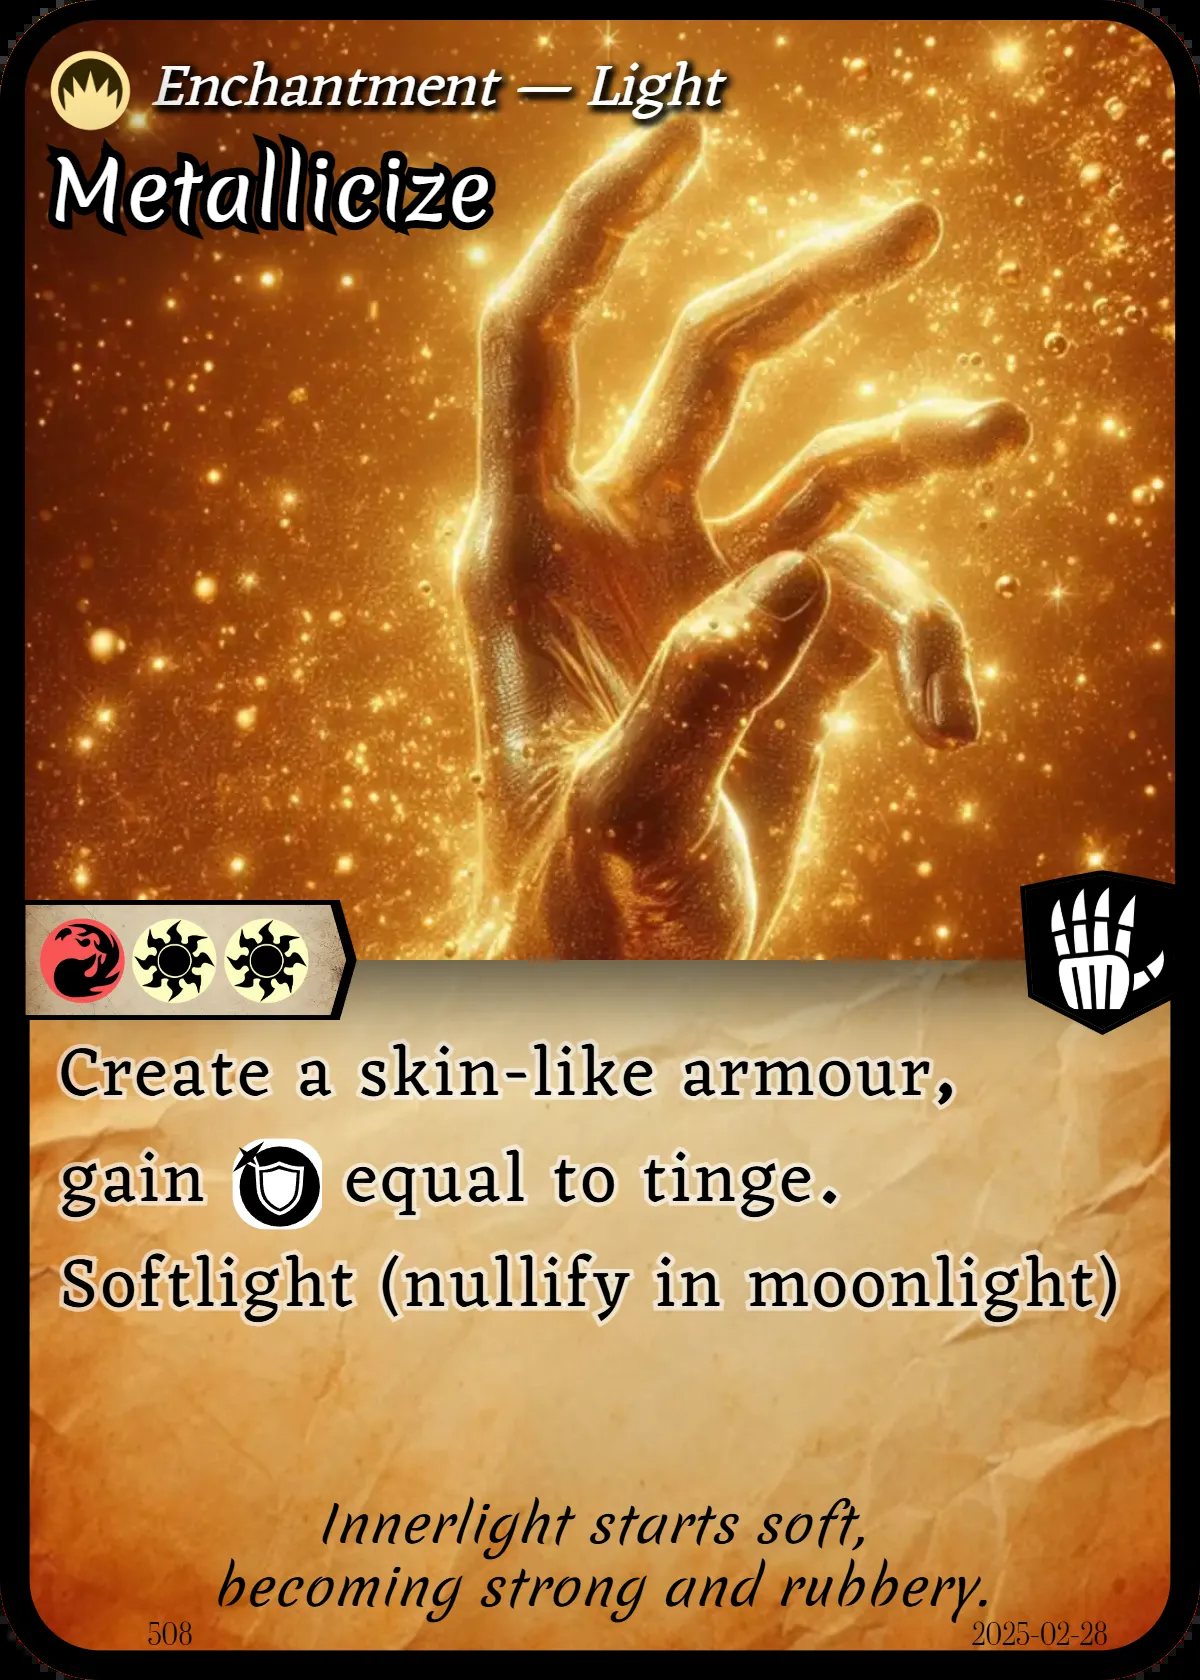 Enchantment — Light
Metallicize
Create a skin-like armour,
gain equal to tinge.
Softlight (nullify in moonlight)
Innerlight starts soft,
becoming strong and rubbery.
508
2025-02-28